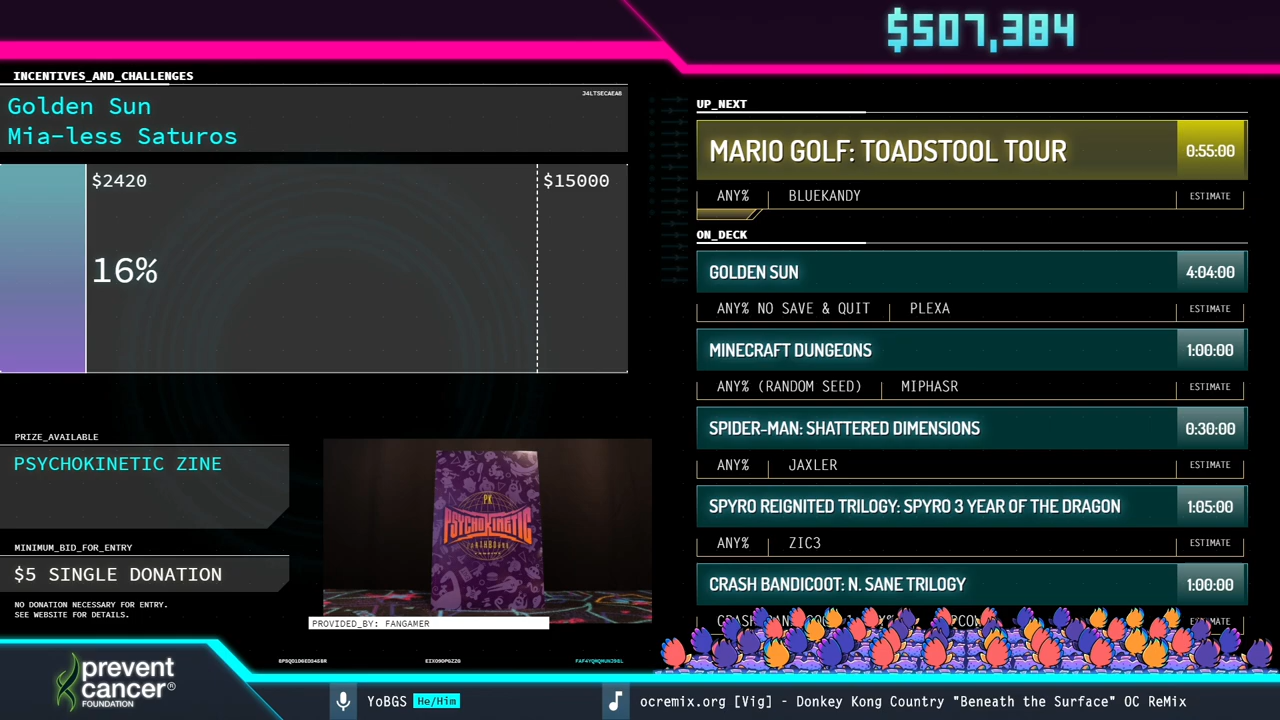 $507,384
INCENTIVES_AND_CHALLENGES
J4LTSECAEA8
Golden Sun
Mia-less Saturos
$2420
$15000
16%
PRIZE_AVAILABLE
PSYCHOKINETIC ZINE
MINIMUM_BID_FOR_ENTRY
$5 SINGLE DONATION
NO DONATION NECESSARY FOR ENTRY.
SEE WEBSITE FOR DETAILS.
PK
PSYCHOKINETIC
PROVIDED_BY: FANGAMER
UP_NEXT
MARIO GOLF: TOADSTOOL TOUR
0:55:00
ANY%
BLUEKANDY
ESTIMATE
ON_DECK
GOLDEN SUN
4:04:00
ANY% NO SAVE & QUIT
PLEXA
ESTIMATE
MINECRAFT DUNGEONS
1:00:00
ANY% (RANDOM SEED)
MIPHASR
ESTIMATE
SPIDER-MAN: SHATTERED DIMENSIONS
0:30:00
ANY%
JAXLER
ESTIMATE
SPYRO REIGNITED TRILOGY: SPYRO 3 YEAR OF THE DRAGON
1:05:00
ANY%
ZIC3
ESTIMATE
CRASH BANDICOOT: N. SANE TRILOGY
1:00:00
prevent
cancer®
FOUNDATION
YoBGS He/Him
ocremix.org [Vig] - Donkey Kong Country "Beneath the Surface" OC ReMix